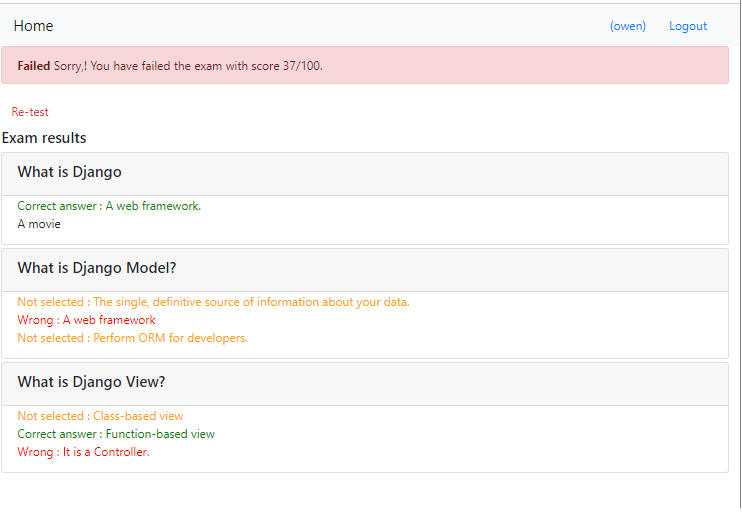 Home (owen) Logout
Failed Sorry,! You have failed the exam with score 37/100.
Re-test
Exam results
What is Django
Correct answer : A web framework.
A movie
What is Django Model?
Not selected : The single, definitive source of information about your data.
Wrong : A web framework
Not selected : Perform ORM for developers.
What is Django View?
Not selected : Class-based view
Correct answer : Function-based view
Wrong : It is a Controller.